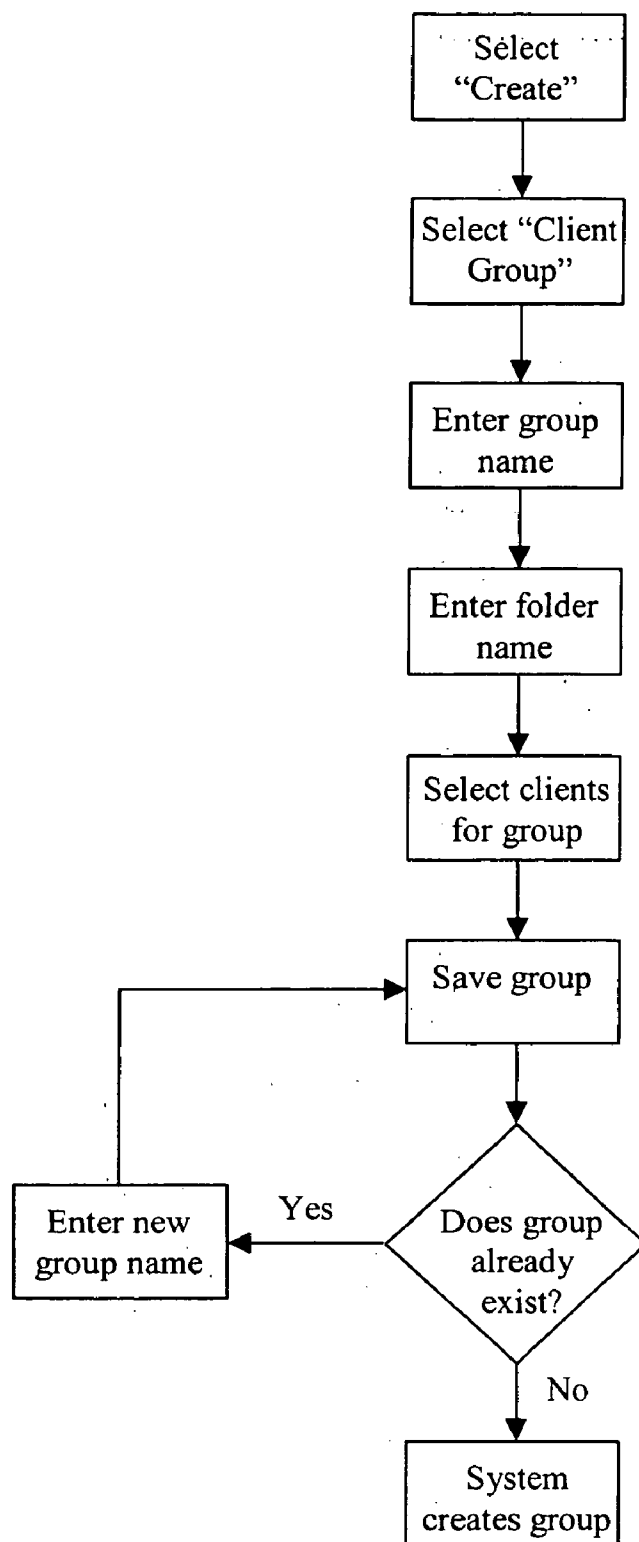 Select
“Create”
Select “Client
Group”
Enter group
name
Enter folder
name
Select clients
for group
Save group
Enter new
group name
Yes
Does group
already
exist?
No
System
creates group